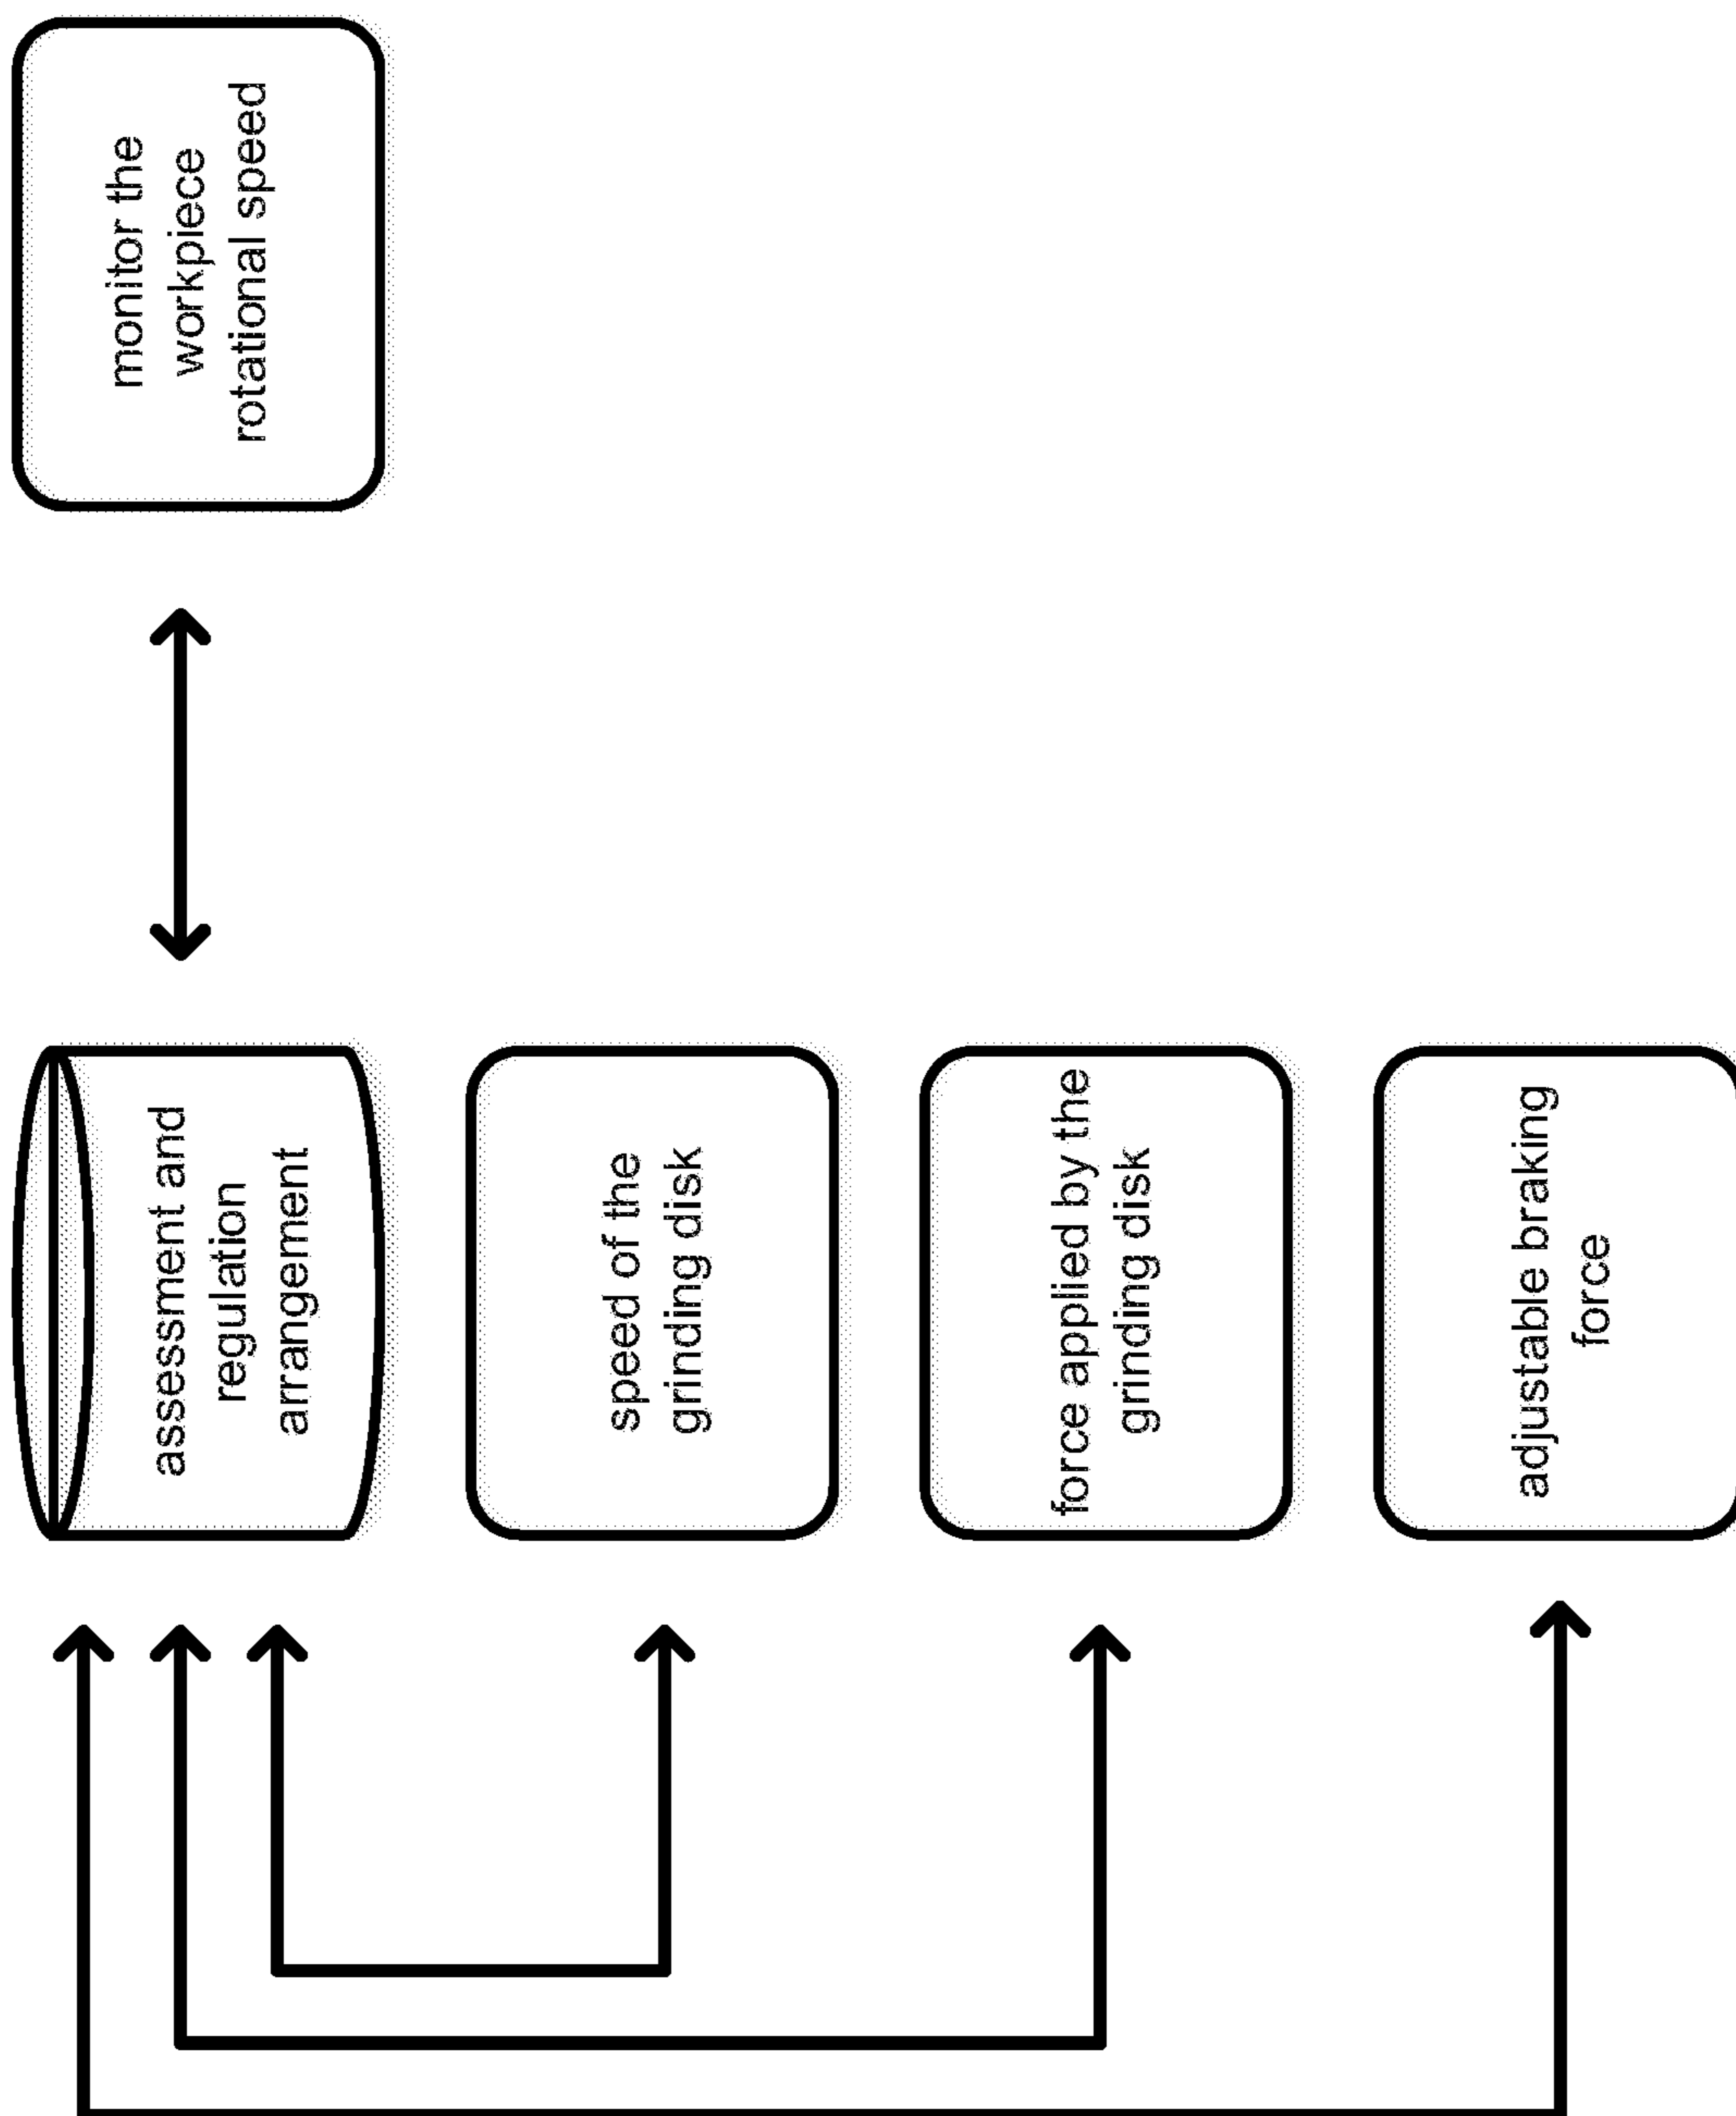 assessment and
regulation
arrangement
monitor the
workpiece
rotational speed
speed of the
grinding disk
force applied by the
grinding disk
adjustable braking
force